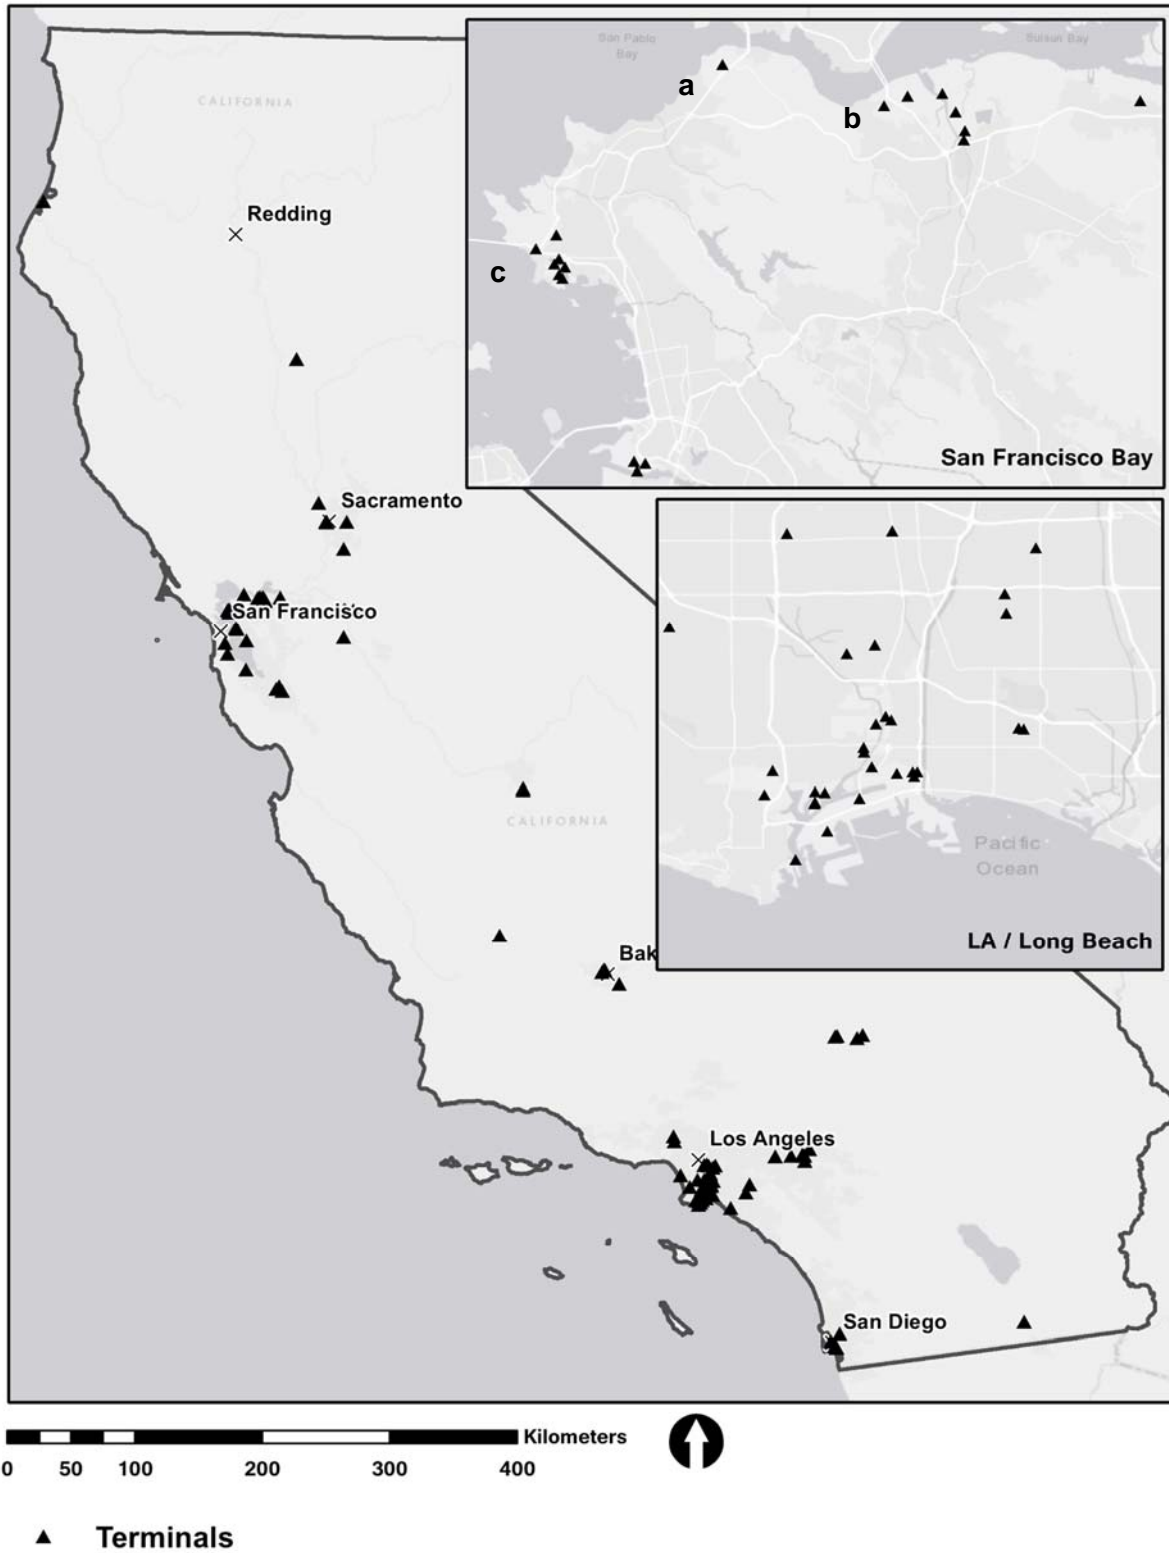 San Pablo
Bay
Suisun Bay
a
b
c
San Francisco Bay
CALIFORNIA
Redding
Sacramento
San Francisco
CALIFORNIA
Pacific
Ocean
LA / Long Beach
Bak
Los Angeles
San Diego
Kilometers
0 50 100 200 300 400
Terminals